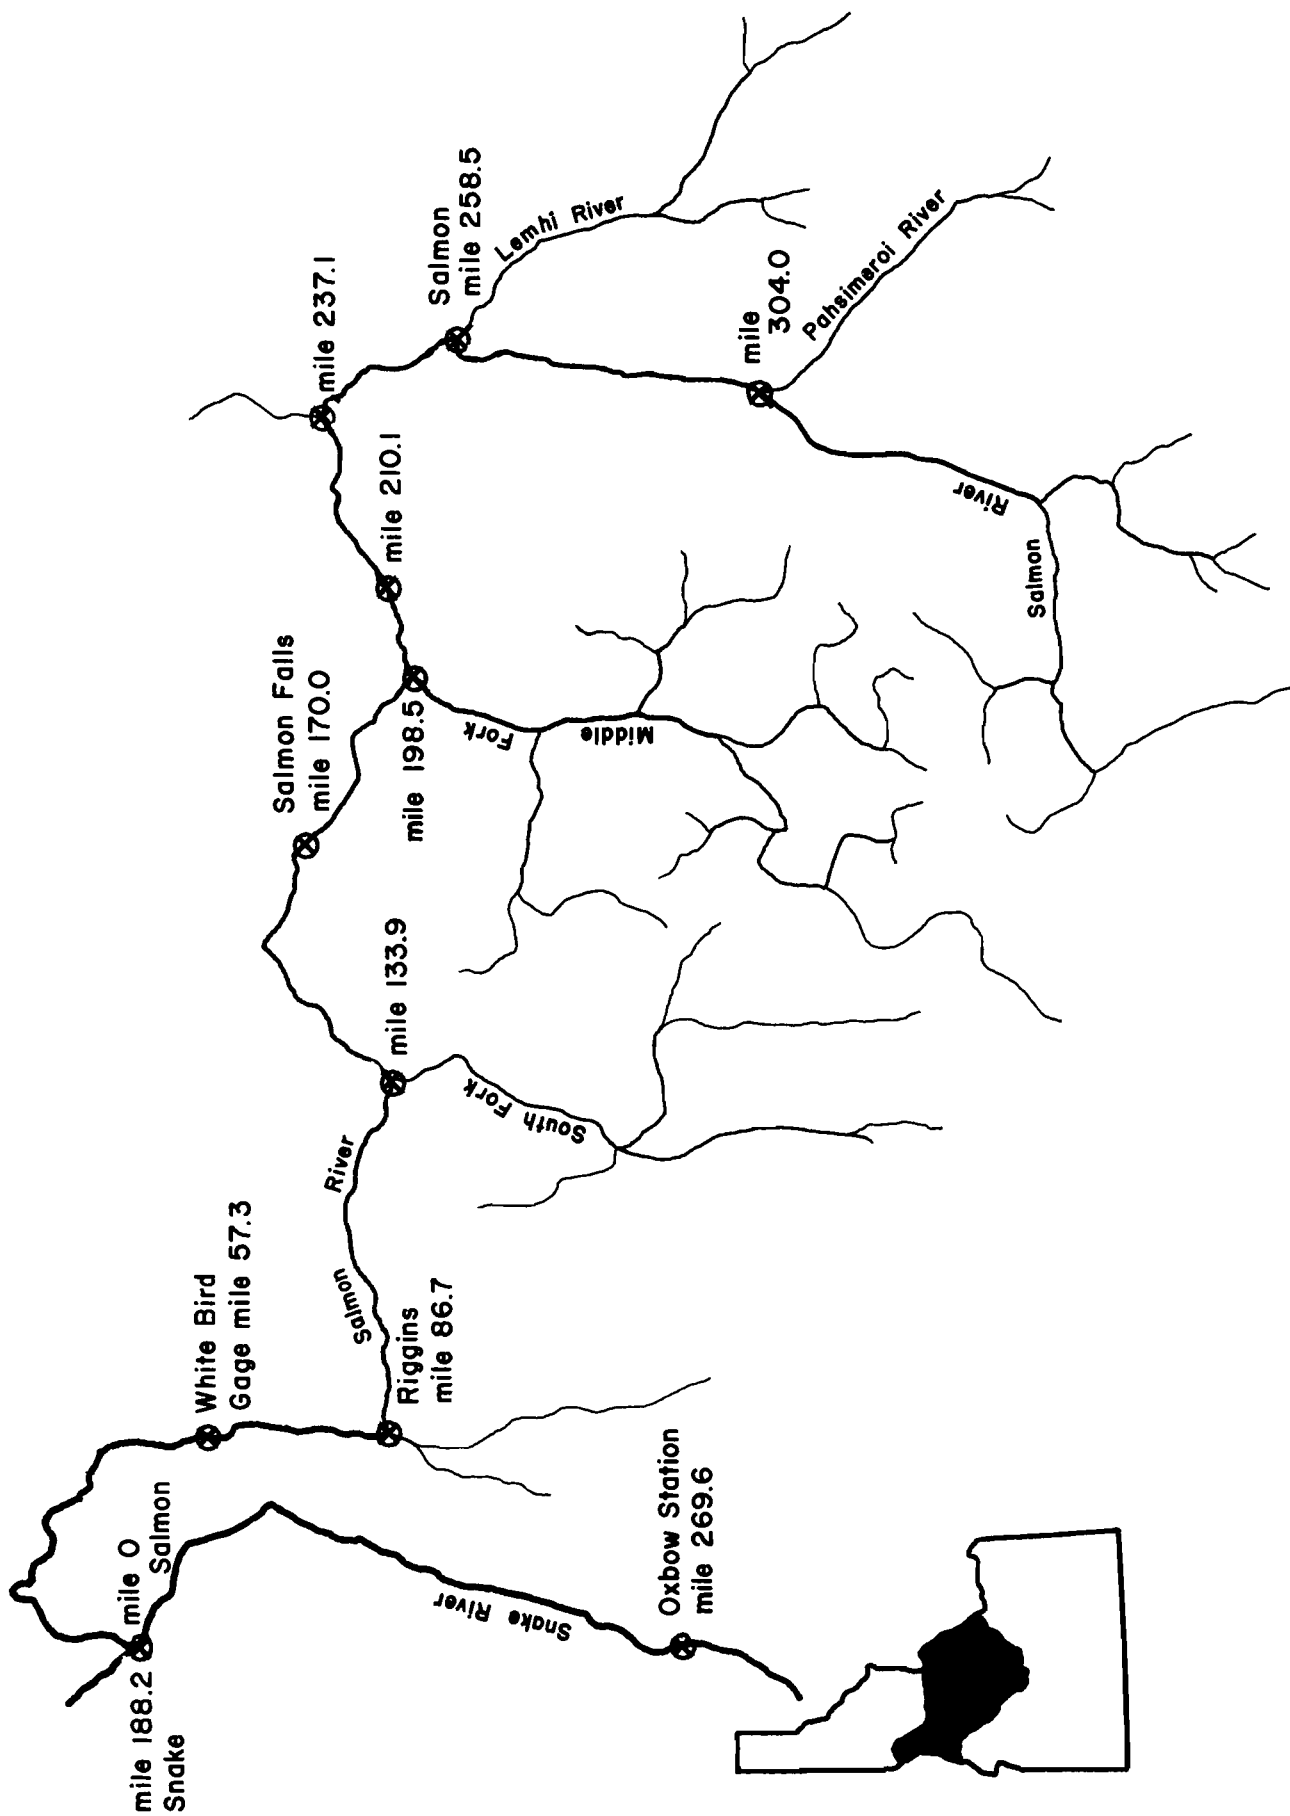 mile 188.2
Snake
mile 0
Salmon
White Bird
Gage mile 57.3
Riggins
mile 86.7
Salmon
River
mile 133.9
Salmon Falls
mile 170.0
mile 198.5
mile 210.1
mile 237.1
Salmon
mile 258.5
Lemhi River
mile
304.0
Pahsimeroi River
River
Salmon
Fork
Middle
South Fork
Snake River
Oxbow Station
mile 269.6